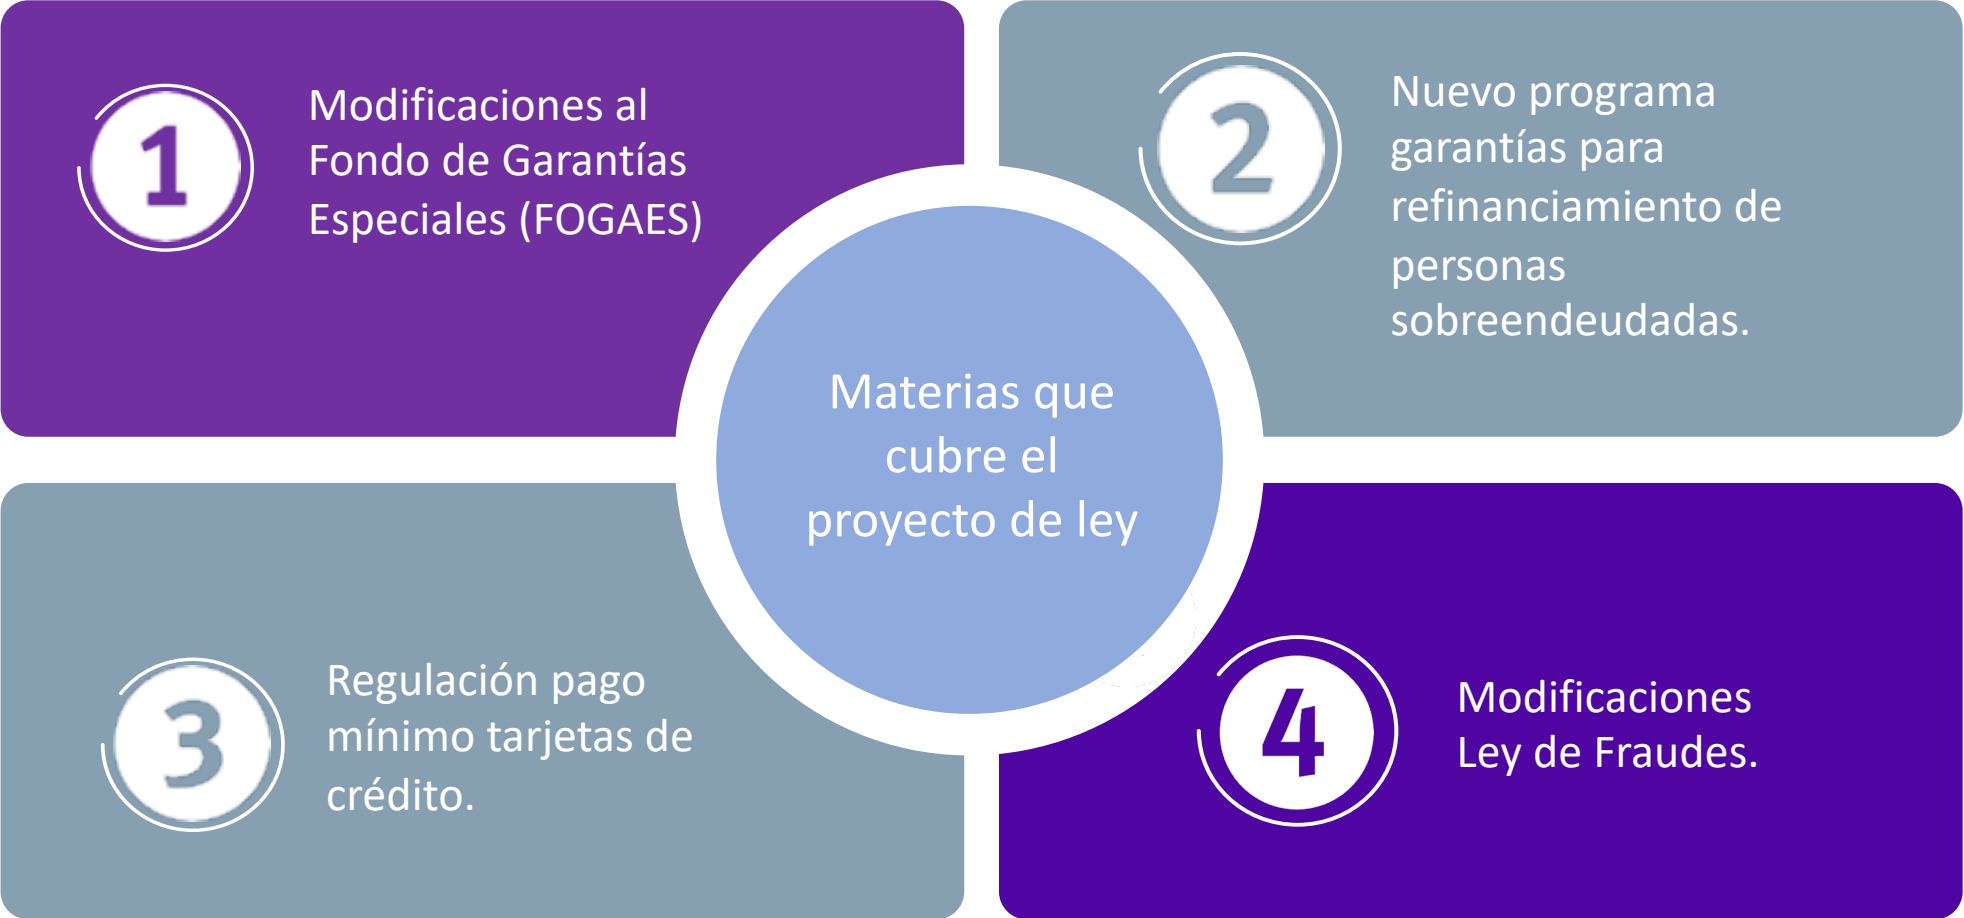 1
Modificaciones al
Fondo de Garantías
Especiales (FOGAES)
2
Nuevo programa
garantías para
refinanciamiento de
personas
sobreendeudadas.
Materias que
cubre el
proyecto de ley
3
Regulación pago
mínimo tarjetas de
crédito.
4
Modificaciones
Ley de Fraudes.